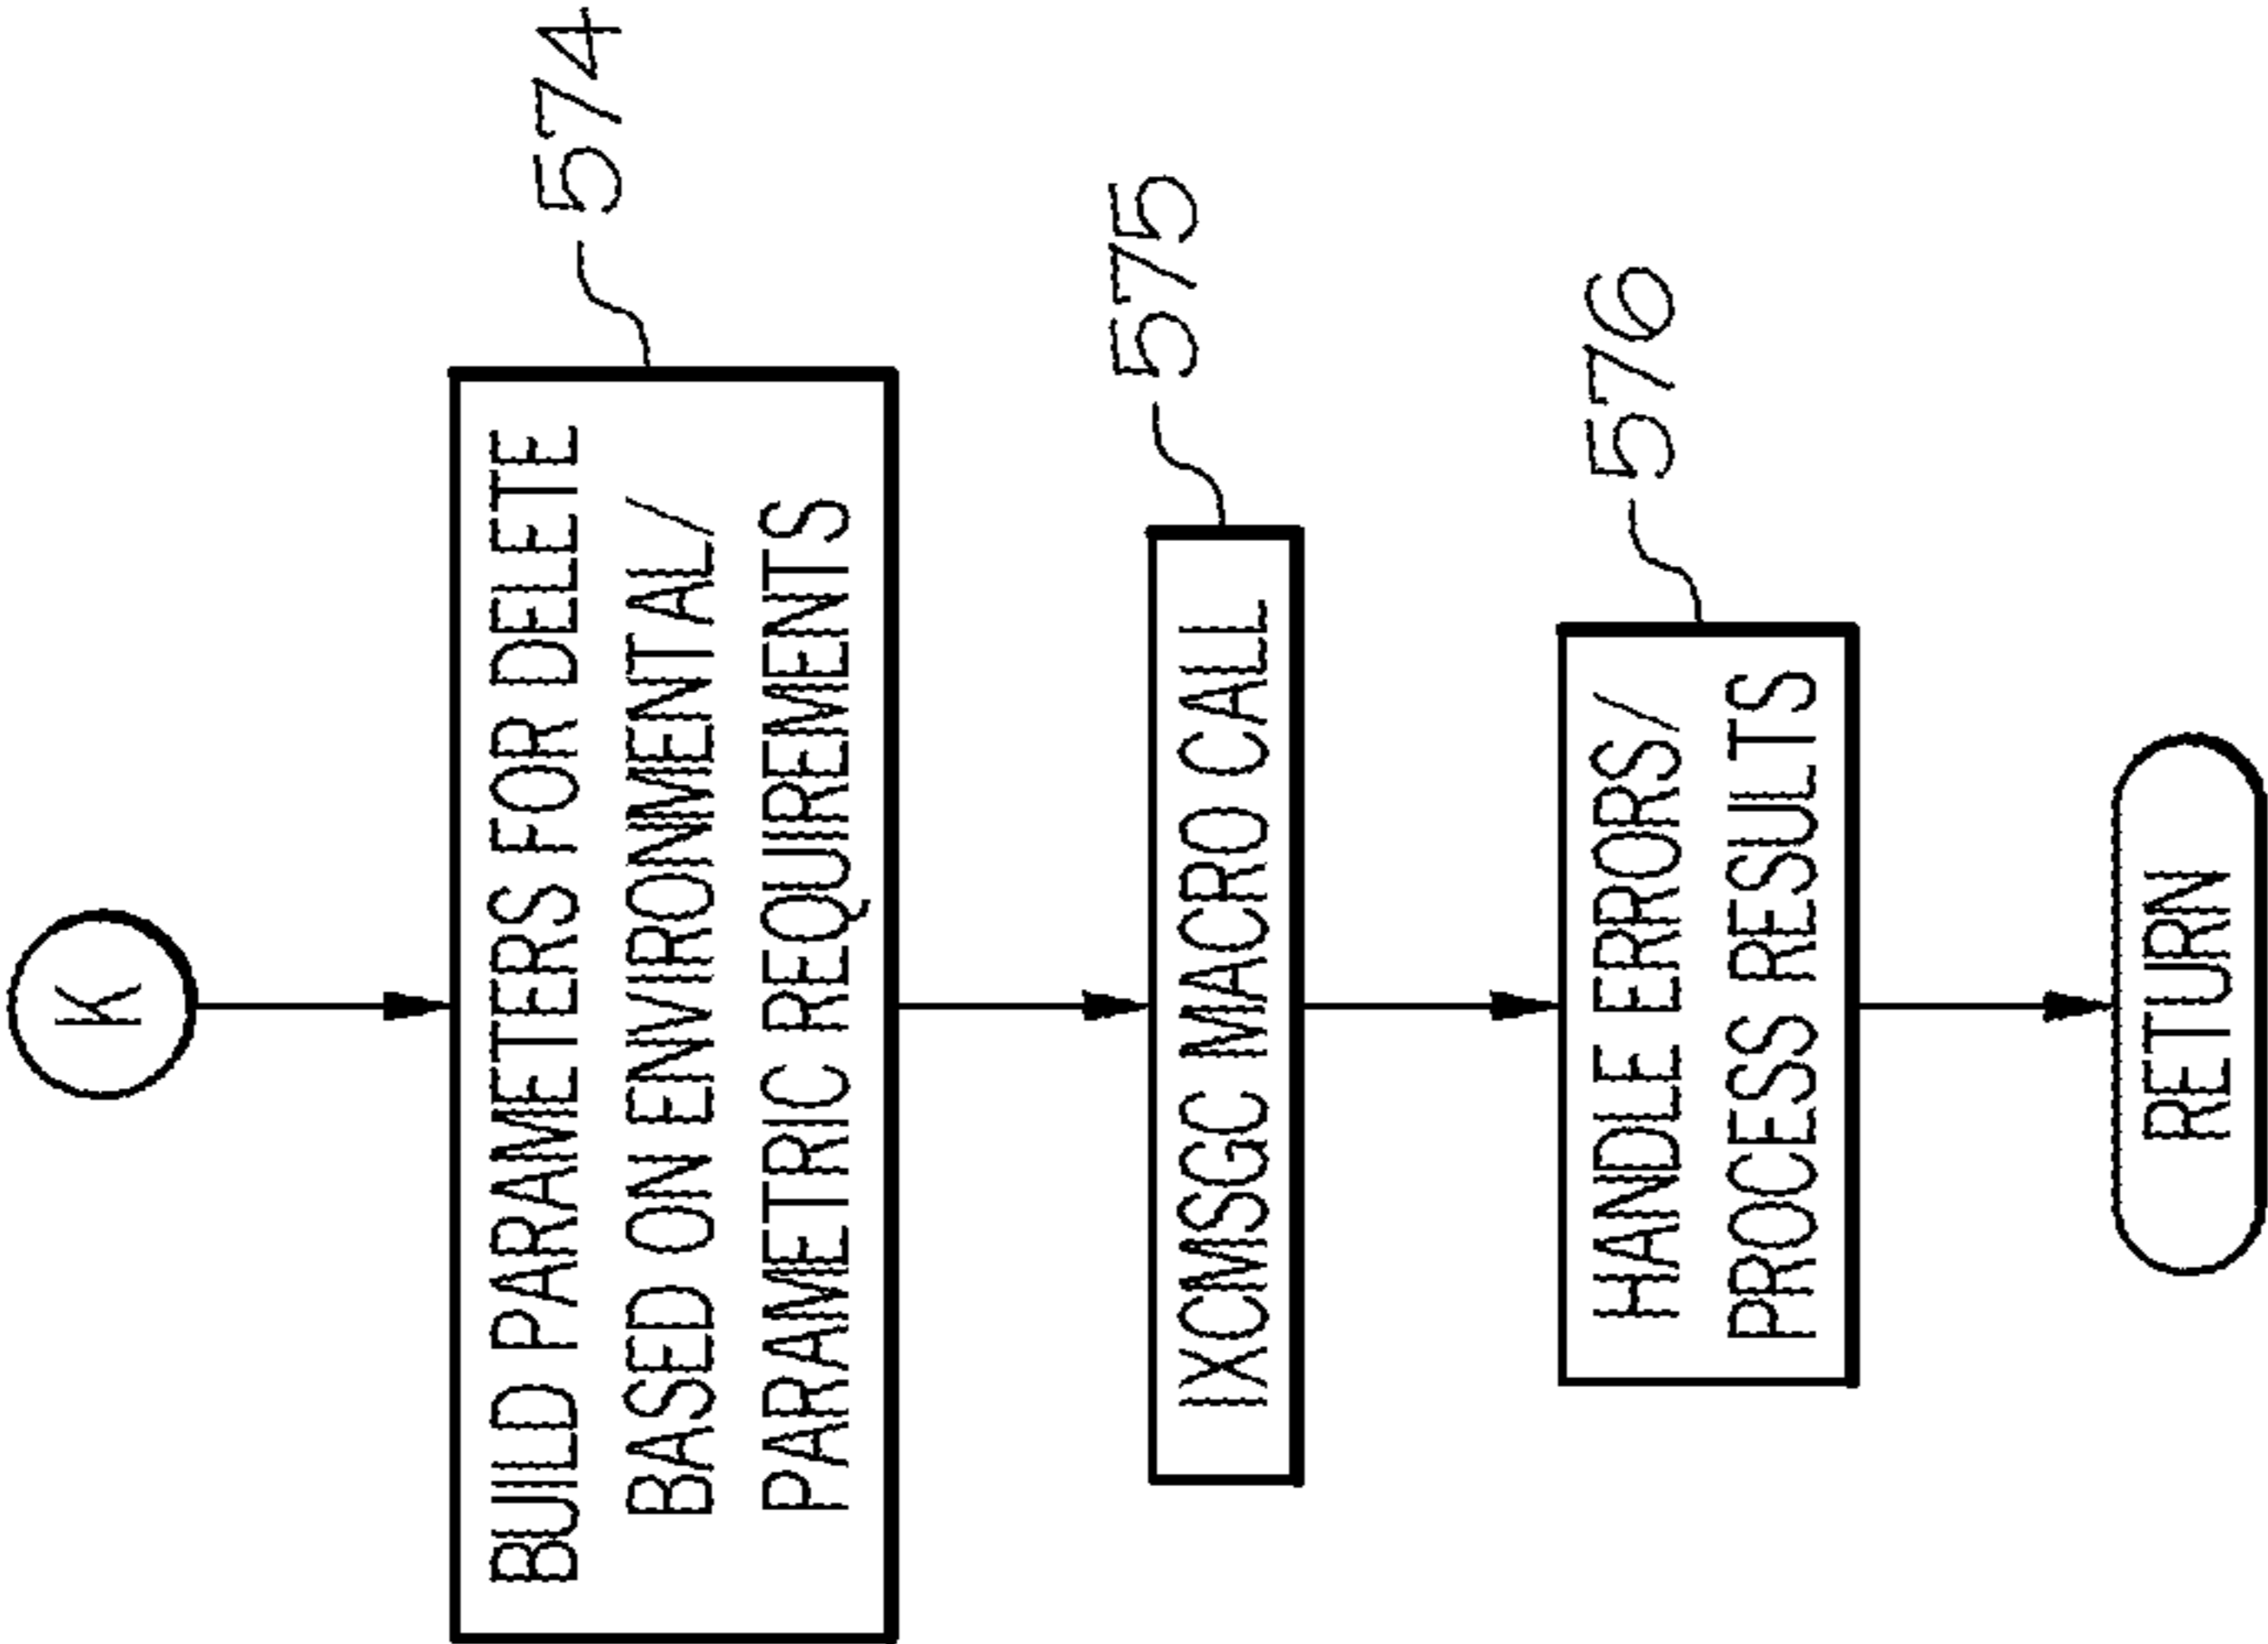 K
574
BUILD PARAMETERS FOR DELETE
BASED ON ENVIRONMENTAL/
PARAMETRIC REQUIREMENTS
575
IXCMSGC MACRO CALL
576
HANDLE ERRORS/
PROCESS RESULTS
RETURN